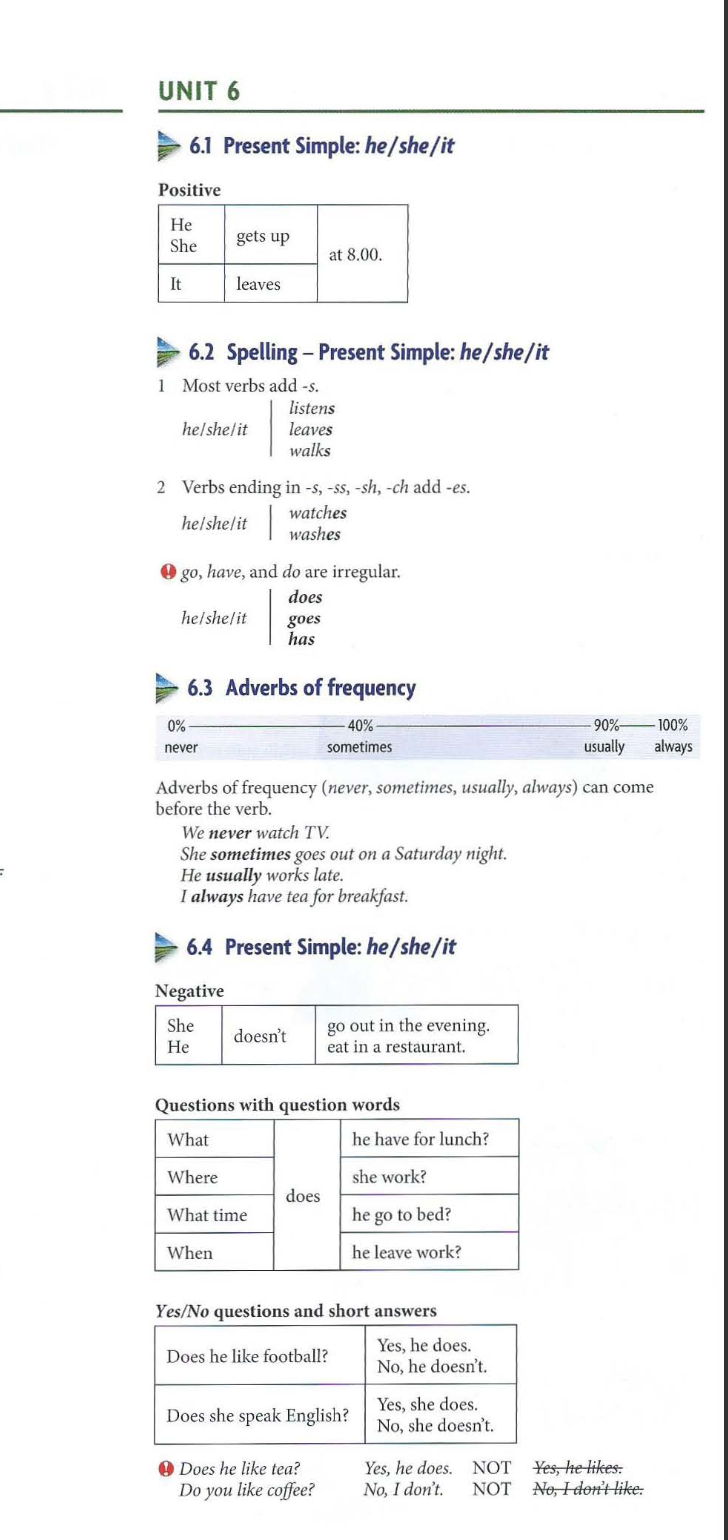 UNIT 6
6.1 Present Simple: he/she/it
Positive
He
She
gets up
at 8.00.
It
leaves
6.2 Spelling – Present Simple: he/she/it
1 Most verbs add -s.
he/she/it
listens
leaves
walks
2 Verbs ending in -s, -ss, -sh, -ch add -es.
he/she/it
watches
washes
go, have, and do are irregular.
he/she/it
does
goes
has
6.3 Adverbs of frequency
0% 40% 90% 100%
never sometimes usually always
Adverbs of frequency (never, sometimes, usually, always) can come
before the verb.
We never watch TV.
She sometimes goes out on a Saturday night.
He usually works late.
I always have tea for breakfast.
6.4 Present Simple: he/she/it
Negative
She
He
doesn't
go out in the evening.
eat in a restaurant.
Questions with question words
What
he have for lunch?
Where
she work?
does
What time
he go to bed?
When
he leave work?
Yes/No questions and short answers
Does he like football?
Yes, he does.
No, he doesn't.
Does she speak English?
Yes, she does.
No, she doesn't.
! Does he like tea? Yes, he does. NOT Yes, he likes.
Do you like coffee? No, I don't. NOT No, I don't like.